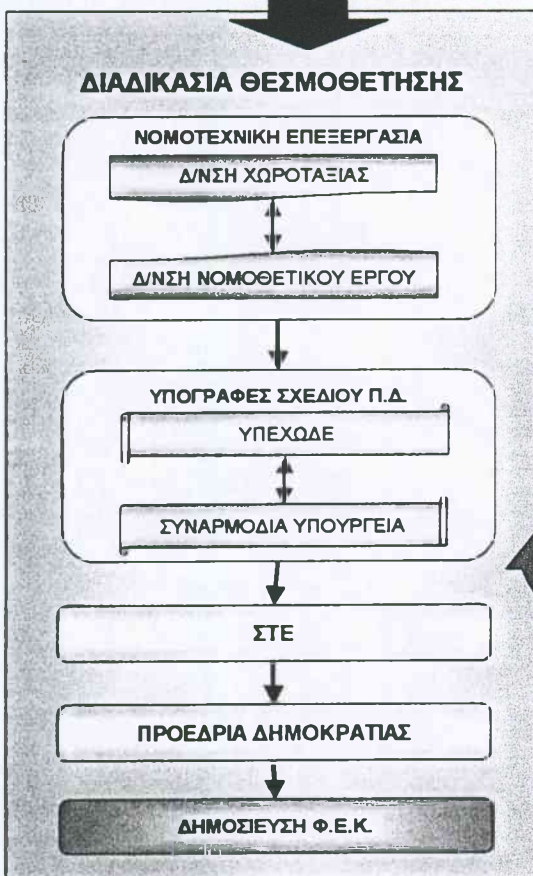 ΔΙΑΔΙΚΑΣΙΑ ΘΕΣΜΟΘΕΤΗΣΗΣ
ΝΟΜΟΤΕΧΝΙΚΗ ΕΠΕΞΕΡΓΑΣΙΑ
Δ/ΝΣΗ ΧΩΡΟΤΑΞΙΑΣ
Δ/ΝΣΗ ΝΟΜΟΘΕΤΙΚΟΥ ΕΡΓΟΥ
ΥΠΟΓΡΑΦΕΣ ΣΧΕΔΙΟΥ Π.Δ.
ΥΠΕΧΩΔΕ
ΣΥΝΑΡΜΟΔΙΑ ΥΠΟΥΡΓΕΙΑ
ΣΤΕ
ΠΡΟΕΔΡΙΑ ΔΗΜΟΚΡΑΤΙΑΣ
ΔΗΜΟΣΙΕΥΣΗ Φ.Ε.Κ.